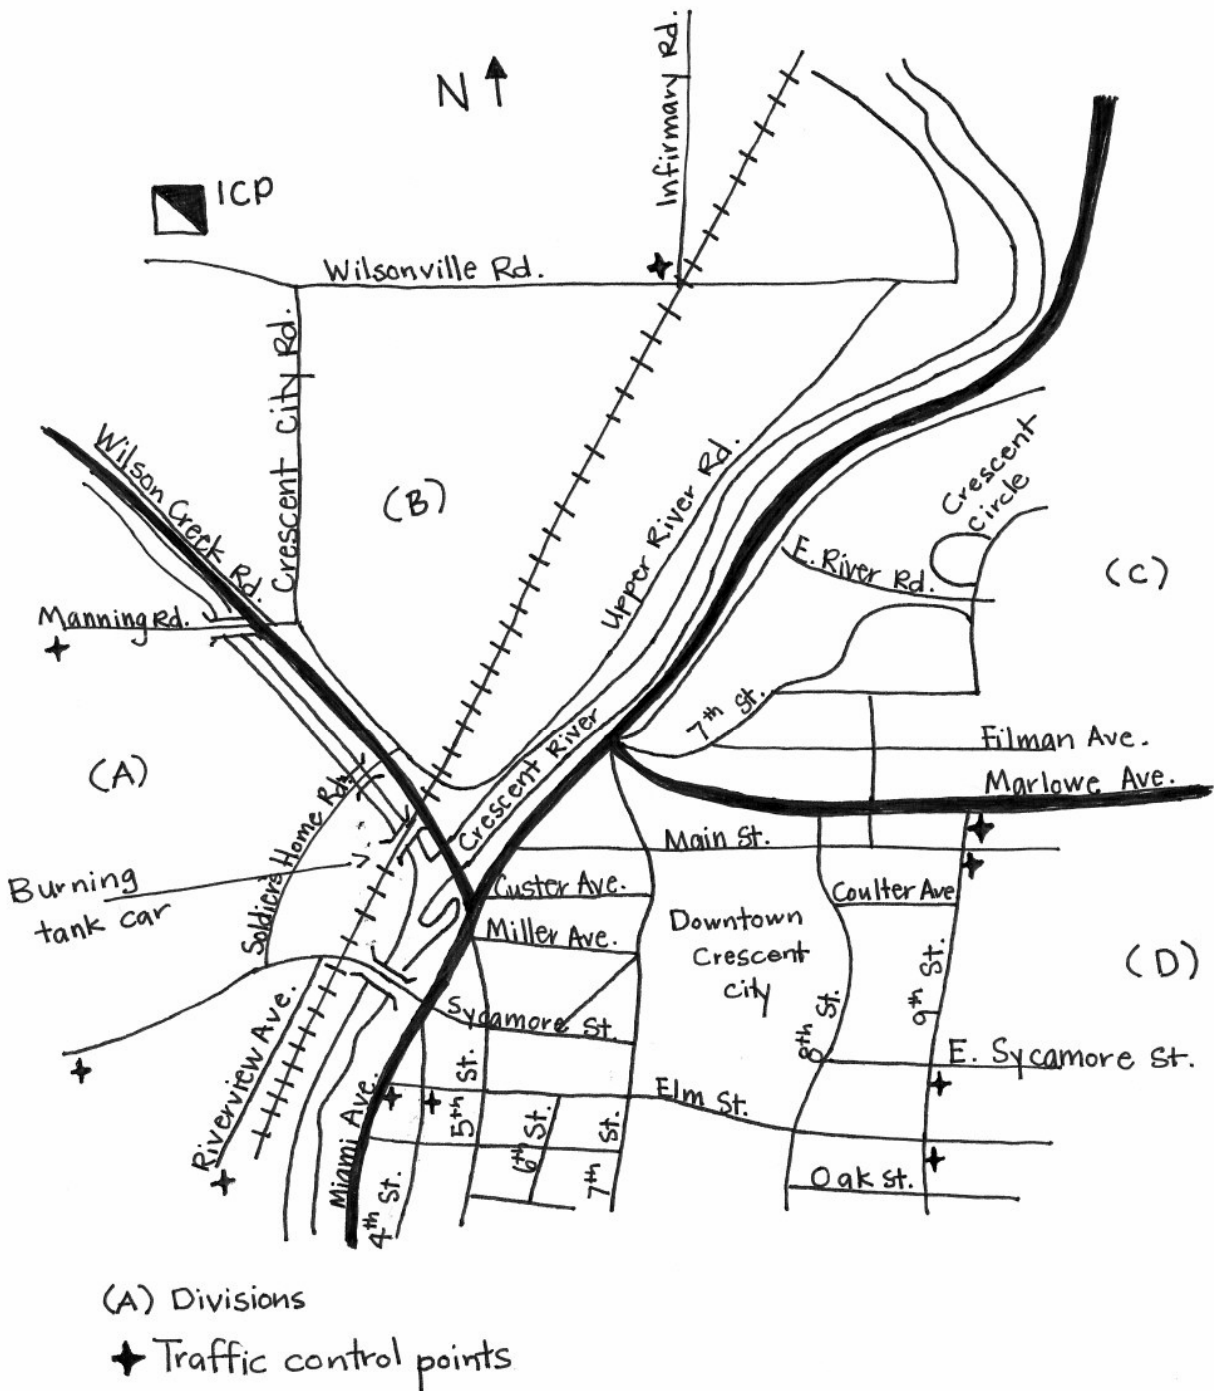 N
Infirmary Rd.
ICP
Wilsonville Rd.
Crescent City Rd.
Wilson Creek Rd.
(B)
Upper River Rd.
Crescent
Circle
E. River Rd.
(C)
Manning Rd.
7th St.
Filman Ave.
Marlowe Ave.
(A)
Soldiers Home Rd.
Crescent River
Main St.
Burning
tank car
Custer Ave.
Coulter Ave
Miller Ave.
Downtown
Crescent
City
(D)
9th St.
8th St.
Sycamore St.
E. Sycamore St.
Riverview Ave.
Miami Ave.
Elm St.
5th St.
6th St.
7th St.
4th St.
Oak St.
(A) Divisions
Traffic control points